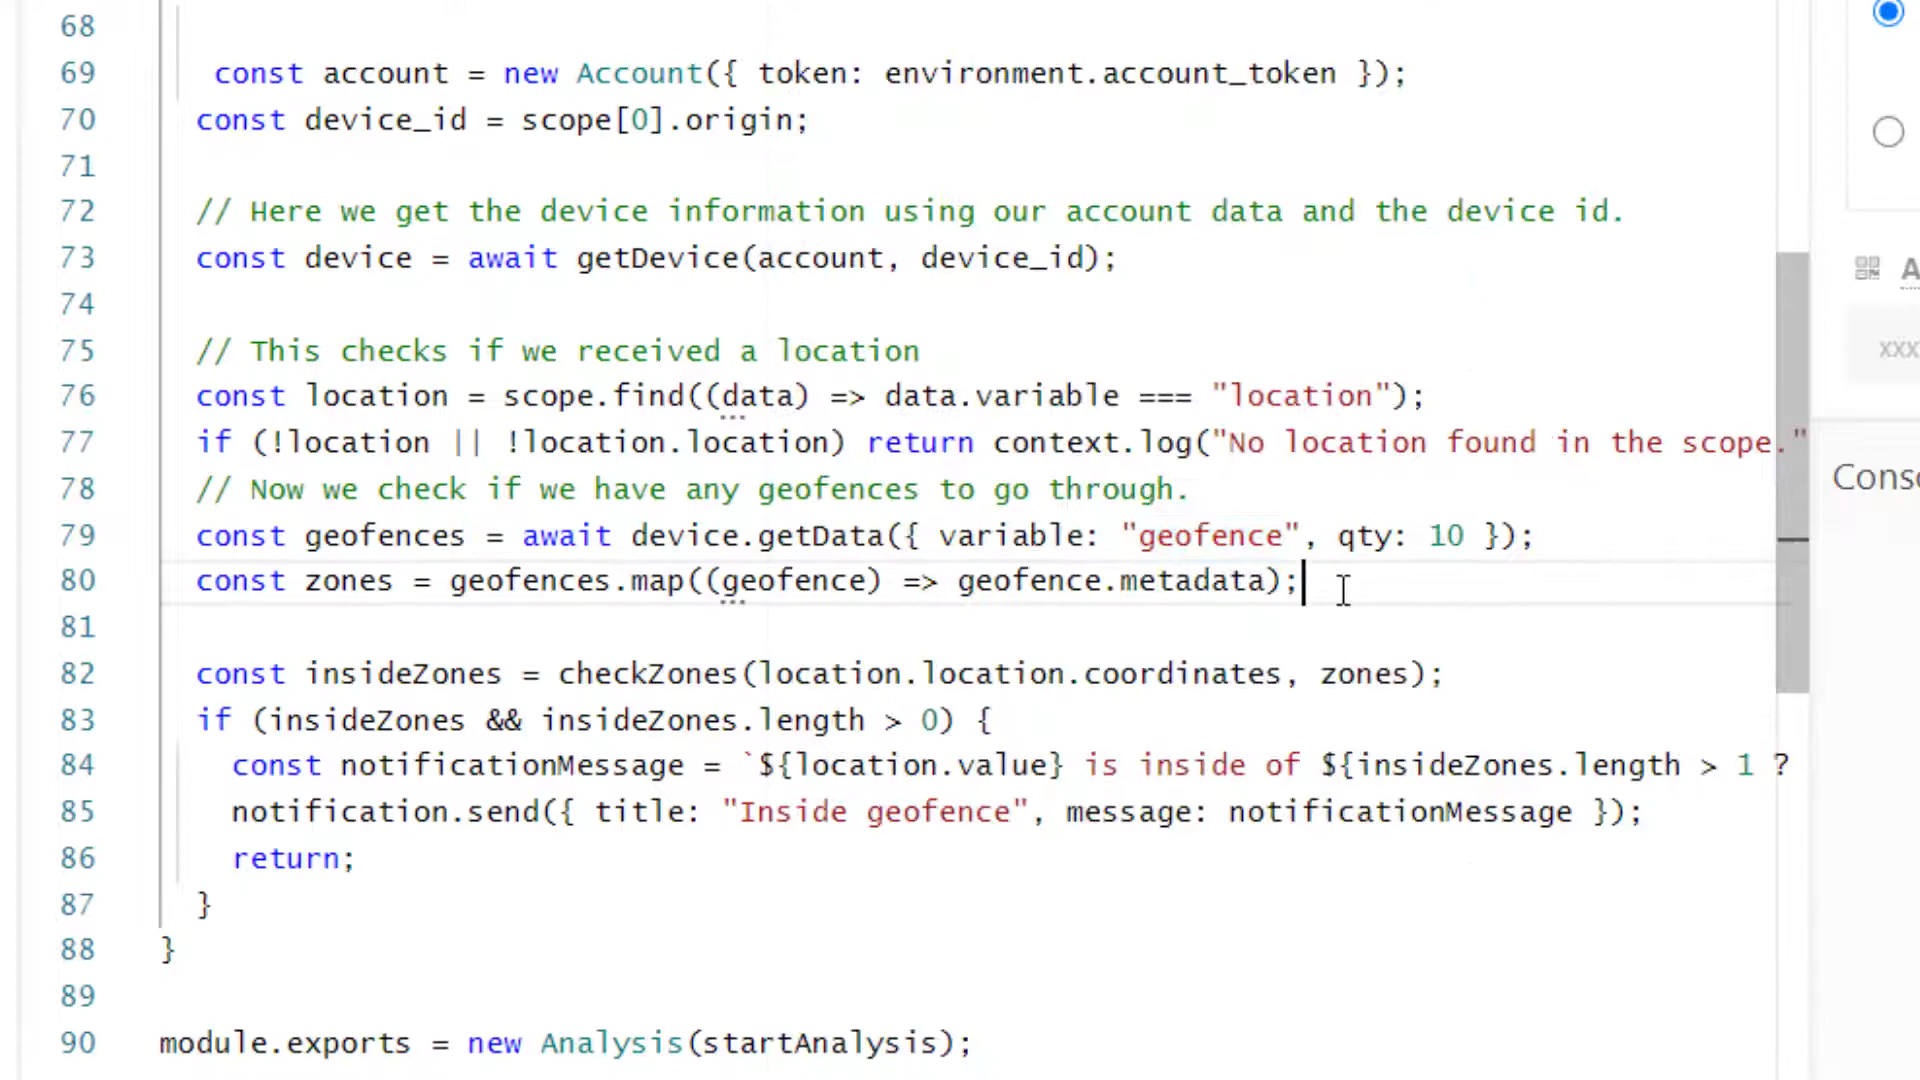 68
69 const account = new Account({ token: environment.account_token });
70 const device_id = scope[0].origin;
71
72 // Here we get the device information using our account data and the device id.
73 const device = await getDevice(account, device_id);
74
75 // This checks if we received a location
76 const location = scope.find((data) => data.variable === "location");
77 if (!location || !location.location) return context.log("No location found in the scope."
78 // Now we check if we have any geofences to go through.
79 const geofences = await device.getData({ variable: "geofence", qty: 10 });
80 const zones = geofences.map((geofence) => geofence.metadata);
81
82 const insideZones = checkZones(location.location.coordinates, zones);
83 if (insideZones && insideZones.length > 0) {
84 const notificationMessage = `${location.value} is inside of ${insideZones.length > 1 ?
85 notification.send({ title: "Inside geofence", message: notificationMessage });
86 return;
87 }
88 }
89
90 module.exports = new Analysis(startAnalysis);
A
xxx
Conso